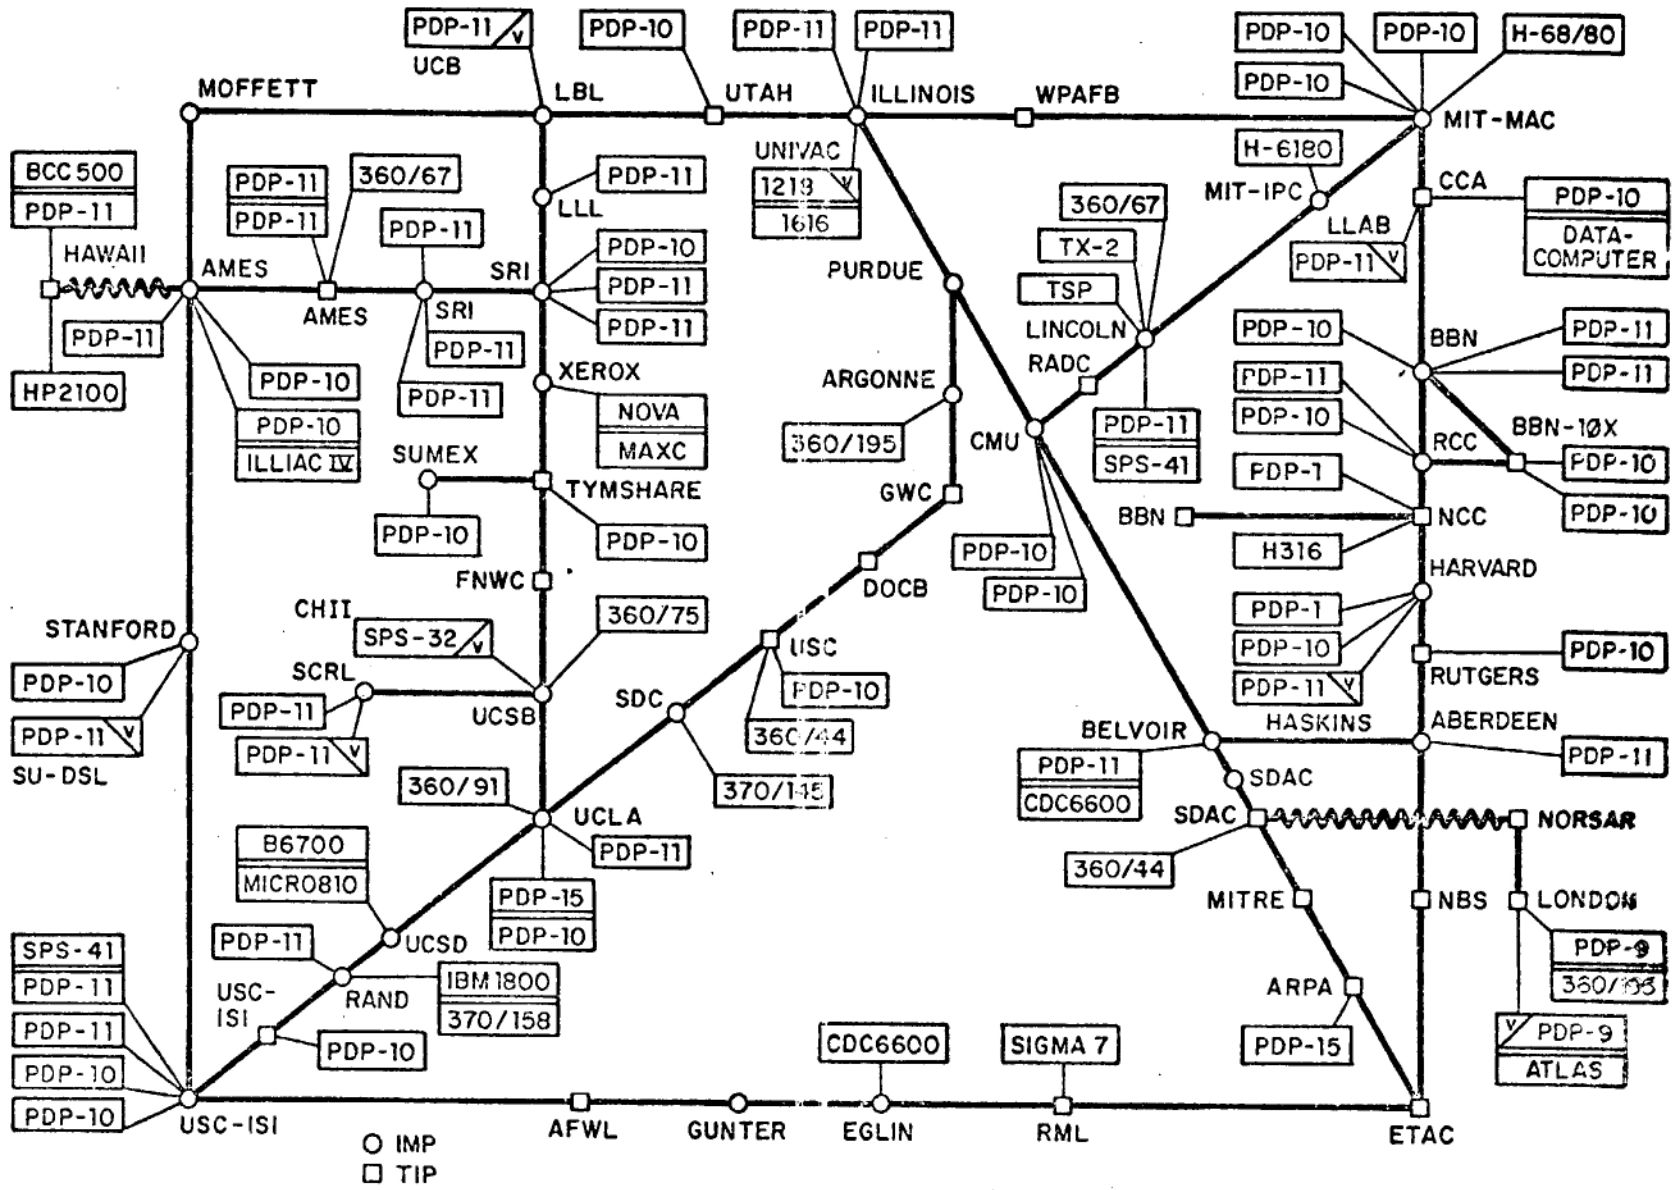 PDP-11 V
PDP-10
PDP-11
PDP-11
PDP-10
PDP-10
H-68/80
UCB
PDP-10
MOFFETT
LBL
UTAH
ILLINOIS
WPAFB
MIT-MAC
BCC 500
PDP-11
PDP-11
PDP-11
360/67
PDP-11
UNIVAC
1219 V
1616
H-6180
MIT-IPC
CCA
PDP-10
DATA-
COMPUTER
LLL
360/67
LLAB
PDP-11 V
HAWAII
AMES
PDP-11
SRI
PDP-10
PDP-11
PDP-11
PURDUE
TX-2
TSP
LINCOLN
AMES
SRI
PDP-11
PDP-11
PDP-11
HP2100
PDP-10
PDP-10
ILLIAC IV
XEROX
NOVA
MAXC
ARGONNE
360/195
RADC
CMU
PDP-11
SPS-41
PDP-10
BBN
PDP-11
PDP-11
PDP-11
PDP-10
RCC
BBN-10X
PDP-10
PDP-10
SUMEX
PDP-10
TYMSHARE
PDP-10
GWC
PDP-1
BBN
NCC
H316
PDP-10
PDP-10
FNWC
DOCB
HARVARD
PDP-1
PDP-10
PDP-11 V
CHII
SPS-32 V
360/75
STANFORD
PDP-10
PDP-11 V
SU-DSL
SCRL
PDP-11
PDP-11 V
UCSB
SDC
USC
PDP-10
360/44
RUTGERS
PDP-10
BELVOIR
HASKINS
ABERDEEN
PDP-11
PDP-11
CDC6600
SDAC
SDAC
NORSAR
360/91
UCLA
PDP-11
370/145
360/44
B6700
MICRO810
PDP-15
PDP-10
MITRE
NBS
LONDON
PDP-9
PDP-11
UCSD
SPS-41
PDP-11
PDP-11
PDP-10
PDP-10
USC-
ISI
RAND
IBM 1800
370/158
PDP-10
ARPA
PDP-15
V PDP-9
ATLAS
CDC6600
SIGMA 7
USC-ISI
AFWL
GUNTER
EGLIN
RML
ETAC
IMP
TIP